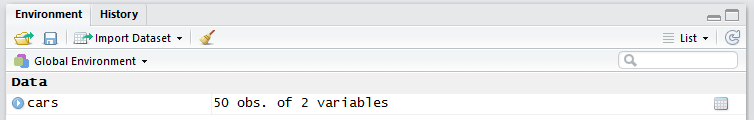 Environment History
Import Dataset List
Global Environment
Data
cars 50 obs. of 2 variables